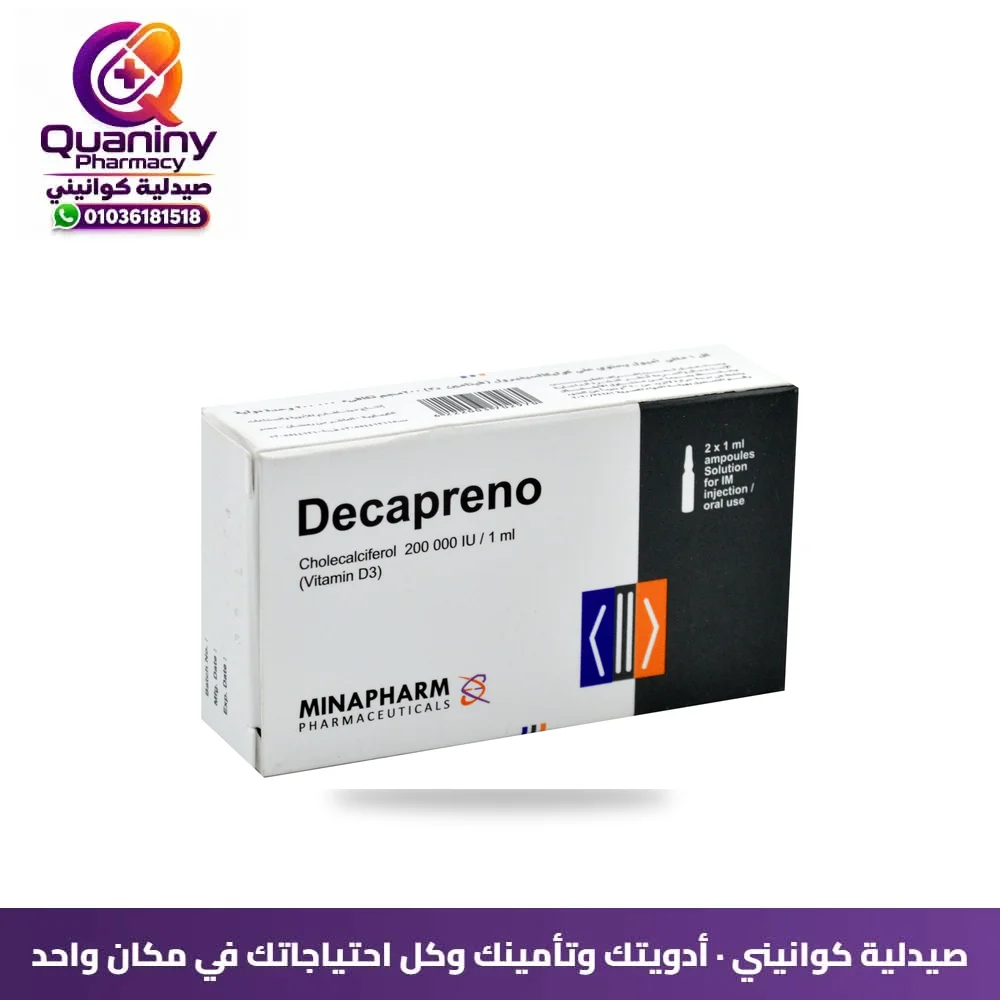 Quaniny
Pharmacy
صيدلية كوانيني
01036181518
Decapreno
Cholecalciferol 200 000 IU / 1 ml
(Vitamin D3)
2 x 1 ml
ampoules
Solution
for IM
injection /
oral use
MINAPHARM
PHARMACEUTICALS
Batch No. :
Mfg. Date :
Exp. Date :
صيدلية كوانيني · أدويتك وتأمينك وكل احتياجاتك في مكان واحد